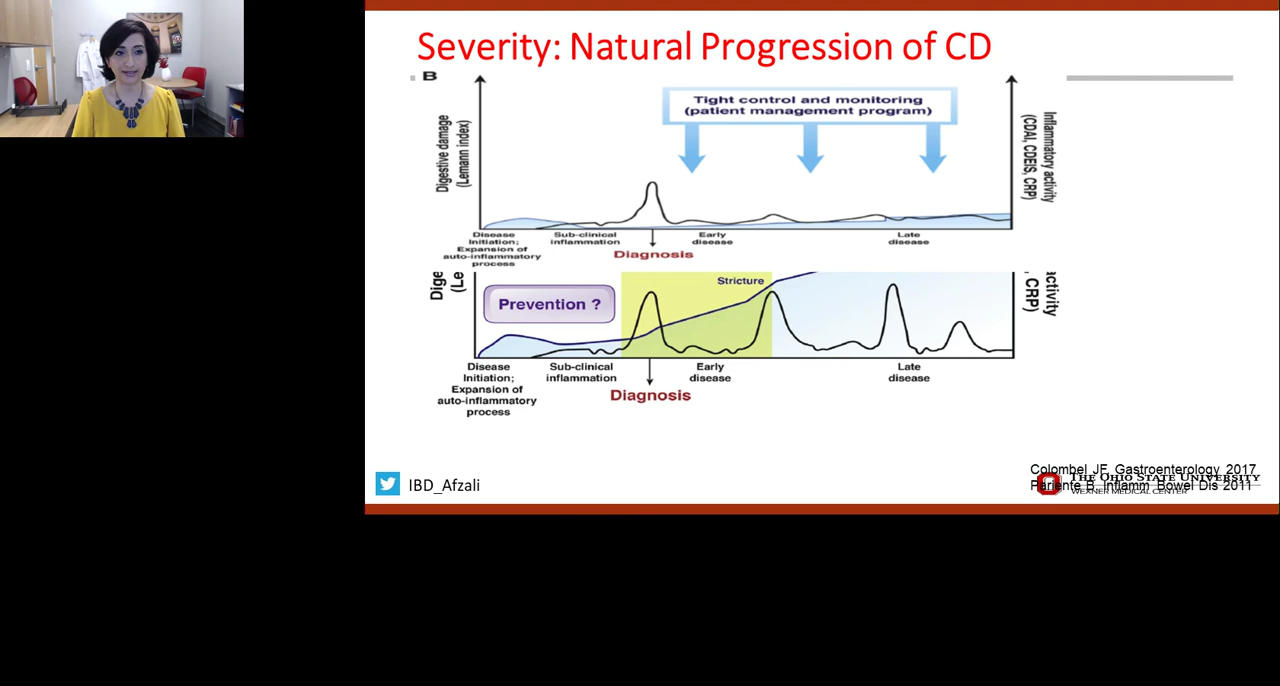 Severity: Natural Progression of CD
B
Tight control and monitoring
(patient management program)
Digestive damage
(Lemann index)
Inflammatory activity
(CDAI, CDEIS, CRP)
Disease
Initiation;
Expansion of
auto-inflammatory
process
Sub-clinical
inflammation
Diagnosis
Early
disease
Late
disease
Dige
(Le
Prevention ?
Stricture
activity
, CRP)
Disease
Initiation;
Expansion of
auto-inflammatory
process
Sub-clinical
inflammation
Diagnosis
Early
disease
Late
disease
IBD_Afzali
Colombel JF, Gastroenterology 2017
THE OHIO STATE UNIVERSITY
Pariente B, Inflamm Bowel Dis 2011
WEXNER MEDICAL CENTER